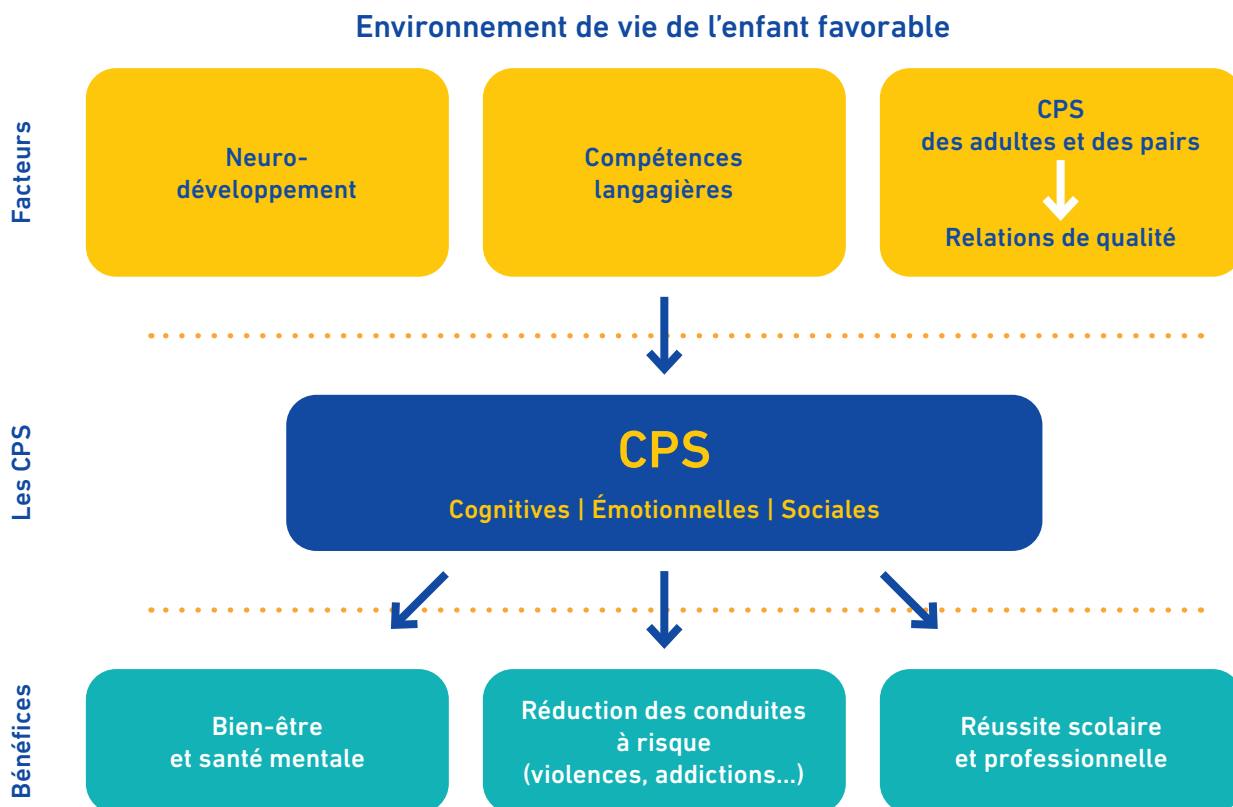 Environnement de vie de l'enfant favorable
Facteurs
Neuro-
développement
Compétences
langagières
CPS
des adultes et des pairs
Relations de qualité
Les CPS
CPS
Cognitives | Émotionnelles | Sociales
Bénéfices
Bien-être
et santé mentale
Réduction des conduites
à risque
(violences, addictions...)
Réussite scolaire
et professionnelle